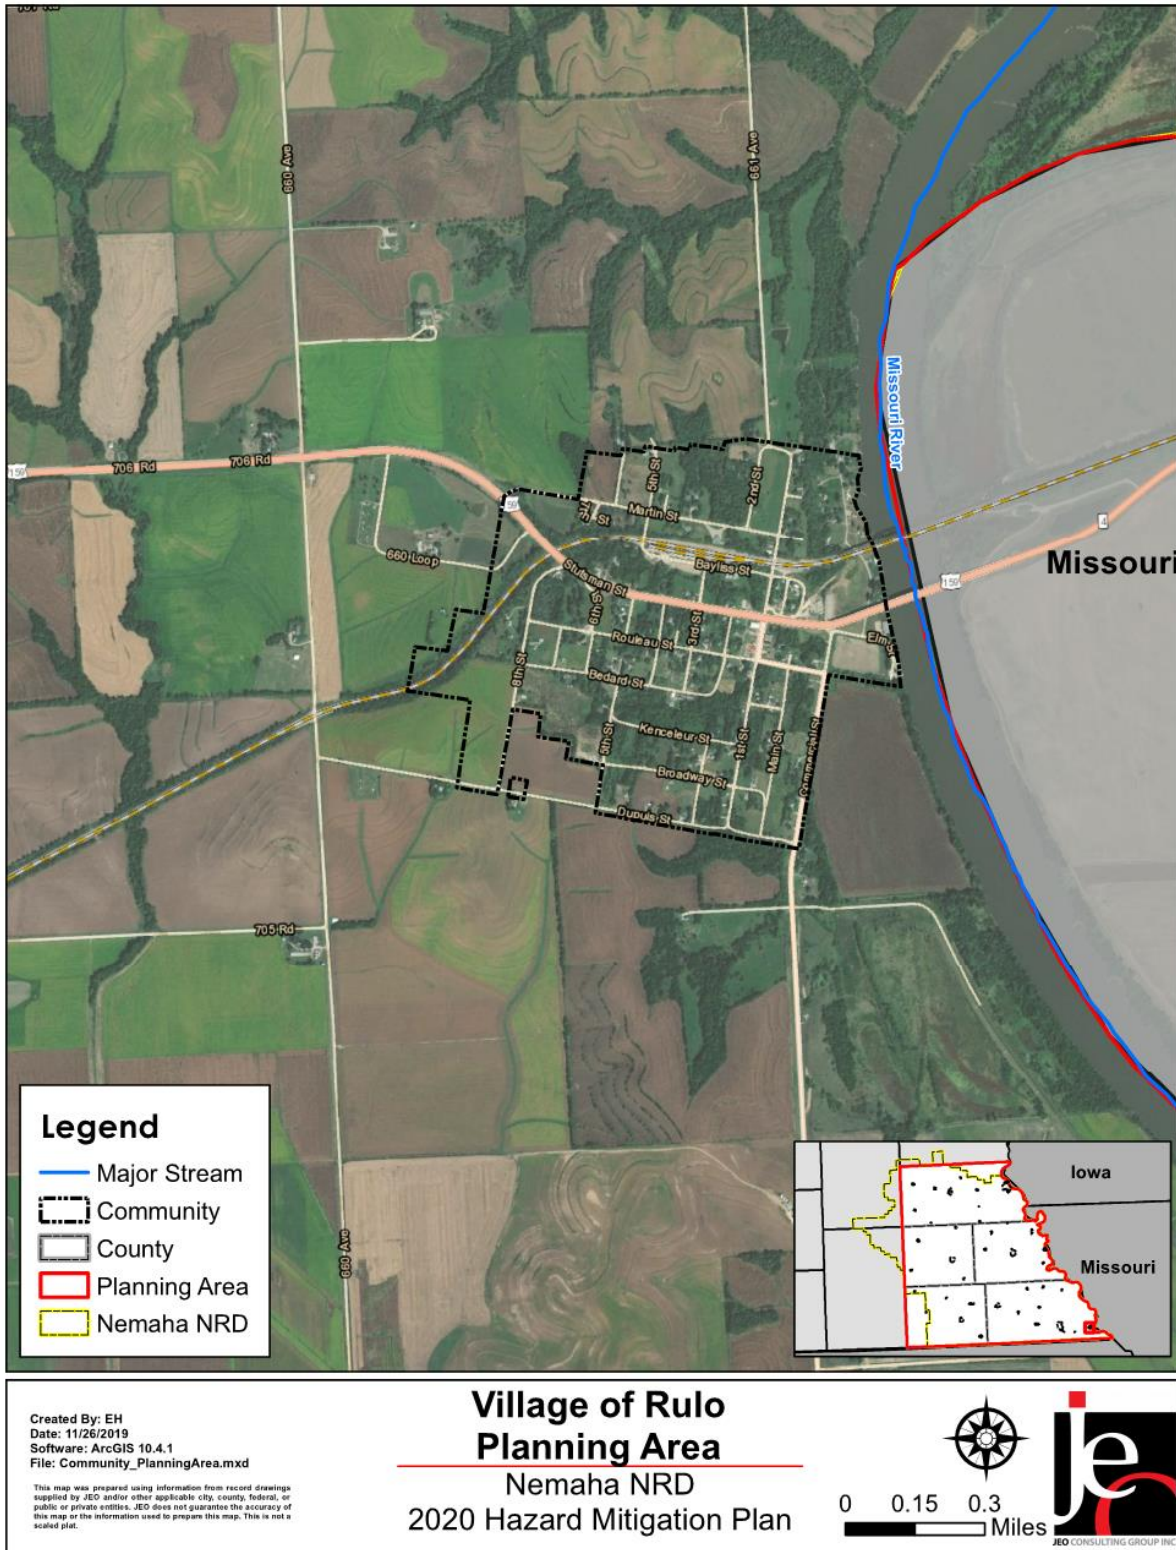 660 Ave
661 Ave
Missouri River
159
706 Rd
706 Rd
59
5th St
2nd St
Martin St
7th St
660 Loop
Stutsman St
Bayliss St
4
159
Missouri
6th St
Rouleau St
3rd St
Elm St
8th St
Bedard St
5th St
Kenceleur St
1st St
Main St
Commercial St
Broadway St
Dupuis St
705 Rd
660 Ave
Legend
Major Stream
Community
County
Planning Area
Nemaha NRD
Iowa
Missouri
Created By: EH
Date: 11/26/2019
Software: ArcGIS 10.4.1
File: Community_PlanningArea.mxd
This map was prepared using information from record drawings
supplied by JEO and/or other applicable city, county, federal, or
public or private entities. JEO does not guarantee the accuracy of
this map or the information used to prepare this map. This is not a
scaled plat.
Village of Rulo
Planning Area
Nemaha NRD
2020 Hazard Mitigation Plan
0 0.15 0.3
Miles
jeo
JEO CONSULTING GROUP INC